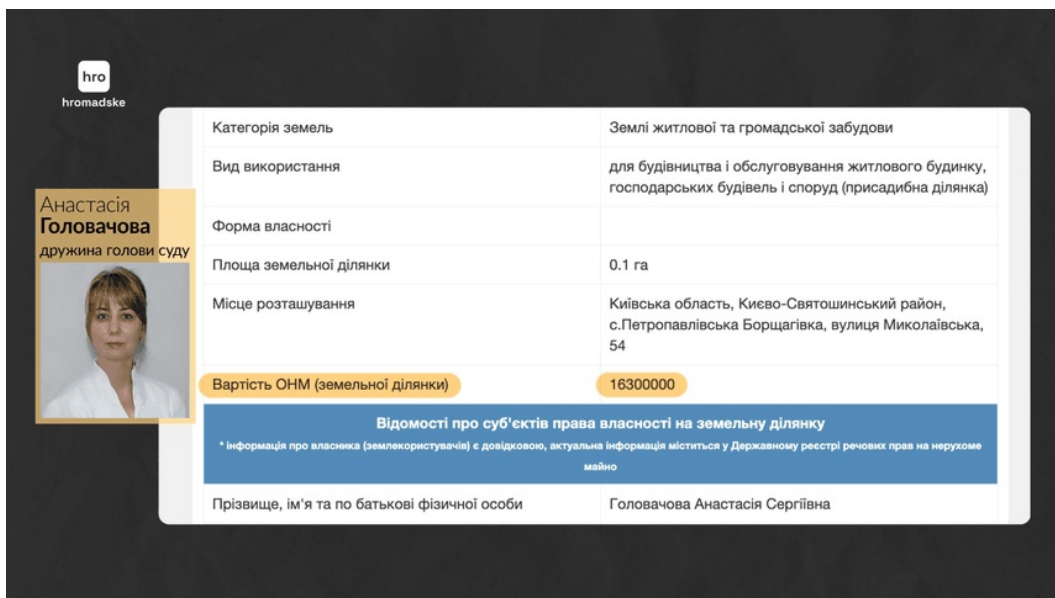 hro
hromadske
Анастасія
Головачова
дружина голови суду
Категорія земель
Землі житлової та громадської забудови
Вид використання
для будівництва і обслуговування житлового будинку,
господарських будівель і споруд (присадибна ділянка)
Форма власності
Площа земельної ділянки
0.1 га
Місце розташування
Київська область, Києво-Святошинський район,
с.Петропавлівська Борщагівка, вулиця Миколаївська,
54
Вартість ОНМ (земельної ділянки)
16300000
Відомості про суб'єктів права власності на земельну ділянку
* інформація про власника (землекористувачів) є довідковою, актуальна інформація міститься у Державному реєстрі речових прав на нерухоме
майно
Прізвище, ім'я та по батькові фізичної особи
Головачова Анастасія Сергіївна